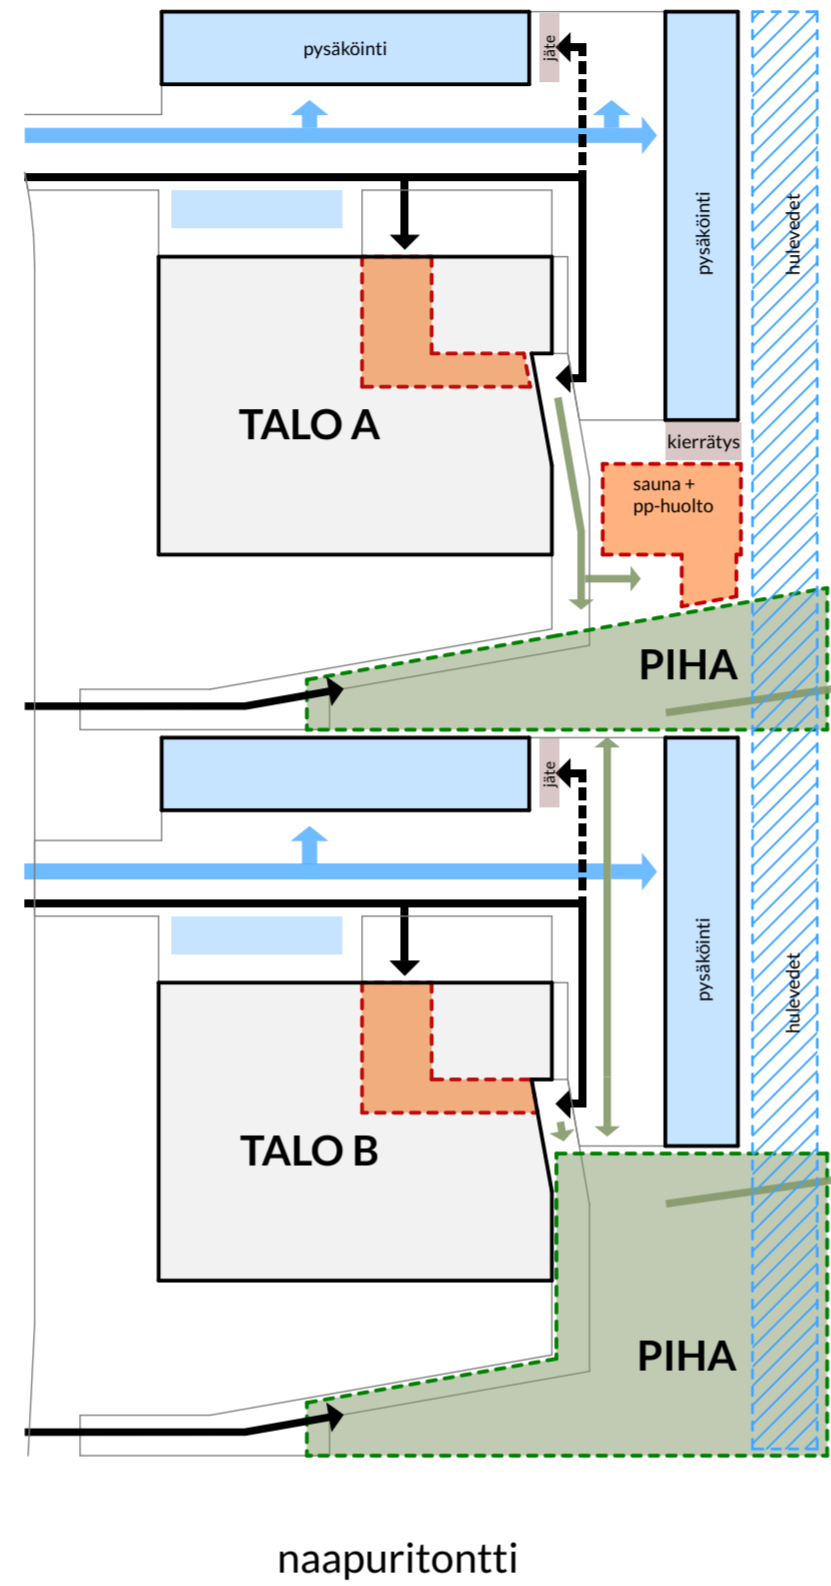 pysäköinti
jäte
pysäköinti
hulevedet
TALO A
kierrätys
sauna +
pp-huolto
PIHA
jäte
pysäköinti
hulevedet
TALO B
PIHA
naapuritontti